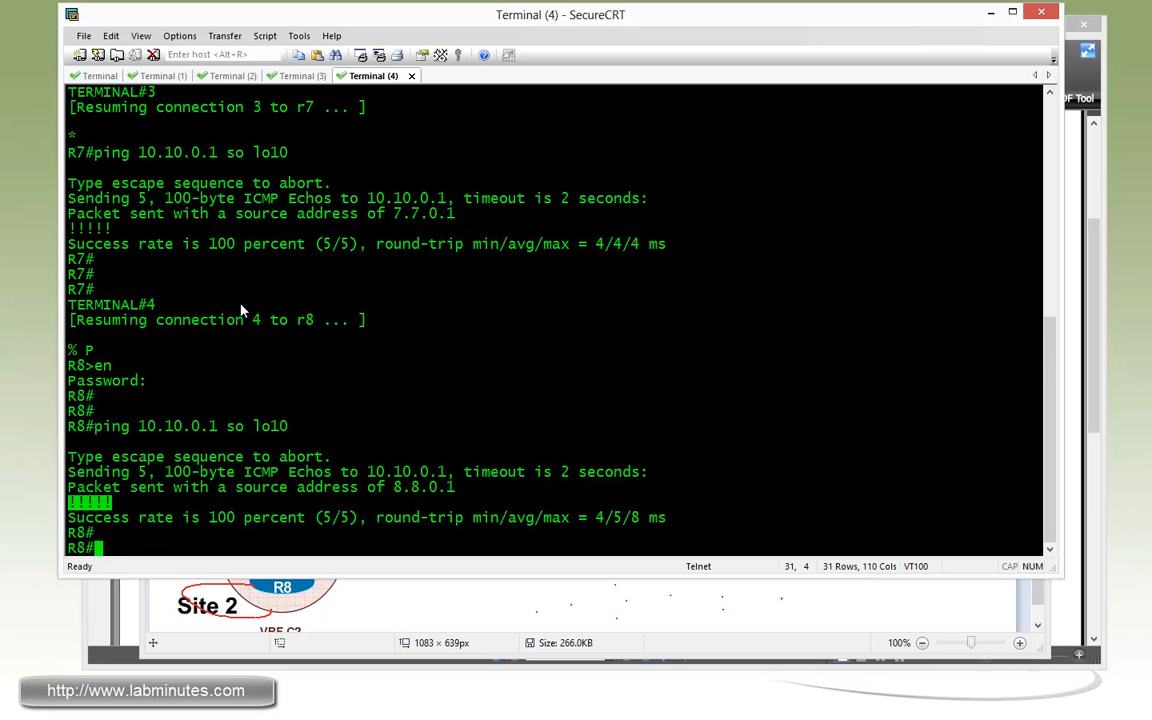 Terminal (4) - SecureCRT
File Edit View Options Transfer Script Tools Help
Enter host <Alt+R>
Terminal Terminal (1) Terminal (2) Terminal (3) Terminal (4)
TERMINAL#3
[Resuming connection 3 to r7 ... ]
*
R7#ping 10.10.0.1 so lo10
Type escape sequence to abort.
Sending 5, 100-byte ICMP Echos to 10.10.0.1, timeout is 2 seconds:
Packet sent with a source address of 7.7.0.1
!!!!!
Success rate is 100 percent (5/5), round-trip min/avg/max = 4/4/4 ms
R7#
R7#
R7#
TERMINAL#4
[Resuming connection 4 to r8 ... ]
% P
R8>en
Password:
R8#
R8#
R8#ping 10.10.0.1 so lo10
Type escape sequence to abort.
Sending 5, 100-byte ICMP Echos to 10.10.0.1, timeout is 2 seconds:
Packet sent with a source address of 8.8.0.1
!!!!!
Success rate is 100 percent (5/5), round-trip min/avg/max = 4/5/8 ms
R8#
R8#
Ready Telnet 31, 4 31 Rows, 110 Cols VT100 CAP NUM
DF Tool
R8
Site 2
VRF C2
1083 × 639px Size: 266.0KB 100%
http://www.labminutes.com